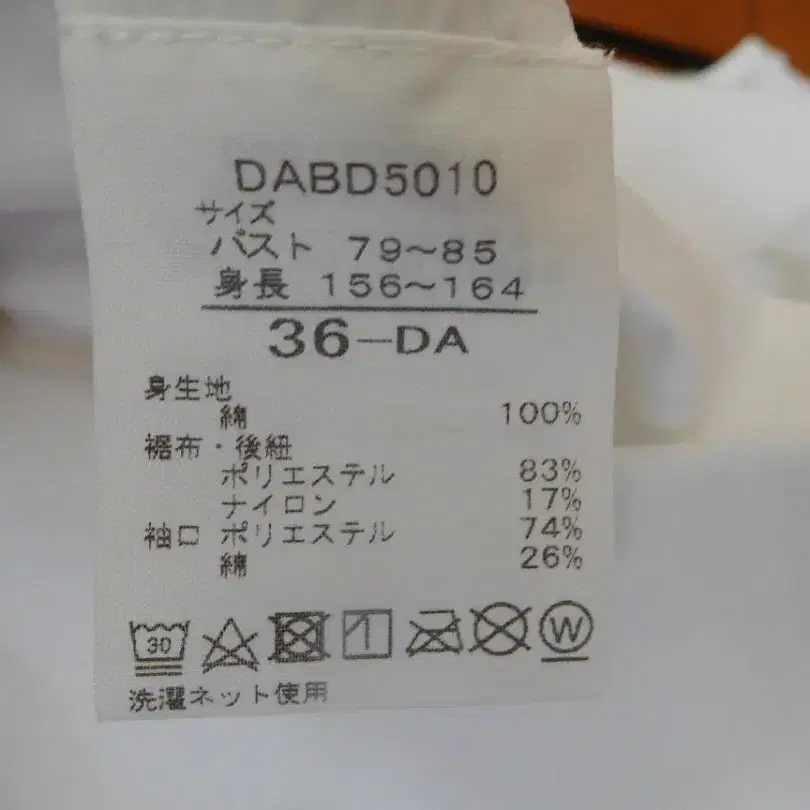 DABD5010
サイズ
バスト 79～85
身長 156～164
36-DA
身生地
綿 100%
裾布・後紐
ポリエステル 83%
ナイロン 17%
袖口 ポリエステル 74%
綿 26%
30 W
洗濯ネット使用